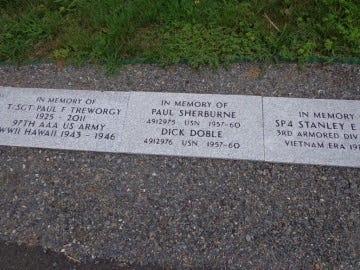 IN MEMORY OF
T/SGT PAUL F TREWORGY
1925 - 2011
97TH AAA US ARMY
WWII HAWAII 1943 - 1946
IN MEMORY OF
PAUL SHERBURNE
4912975 USN 1957-60
DICK DOBLE
4912976 USN 1957-60
IN MEMORY
SP4 STANLEY E
3RD ARMORED DIV
VIETNAM ERA